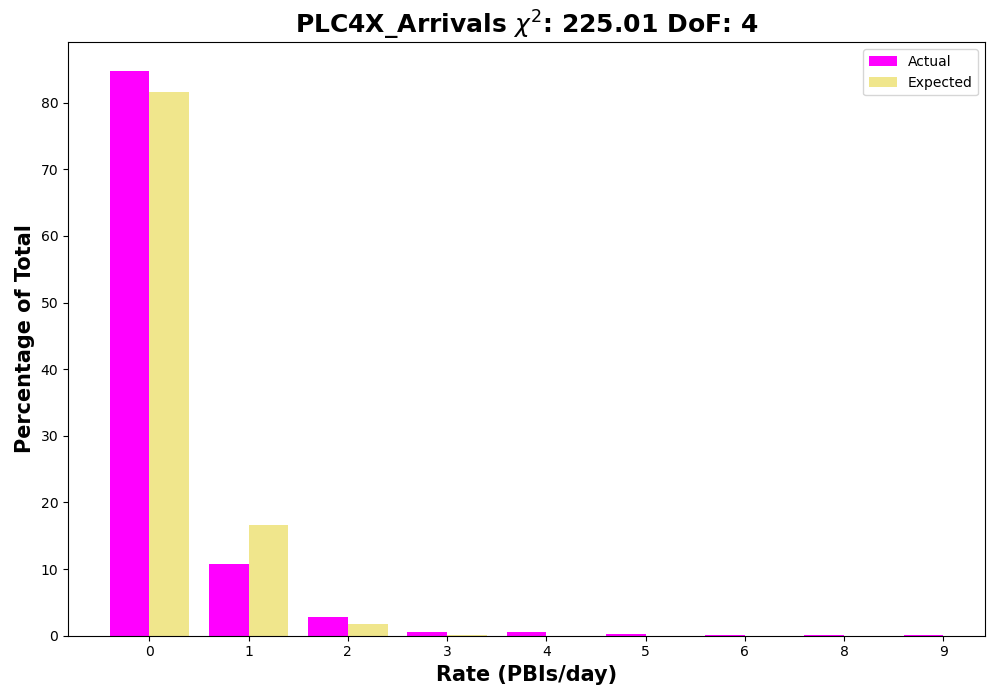 PLC4X_Arrivals χ²: 225.01 DoF: 4
Actual
Expected
Percentage of Total
80
70
60
50
40
30
20
10
0
0 1 2 3 4 5 6 8 9
Rate (PBIs/day)